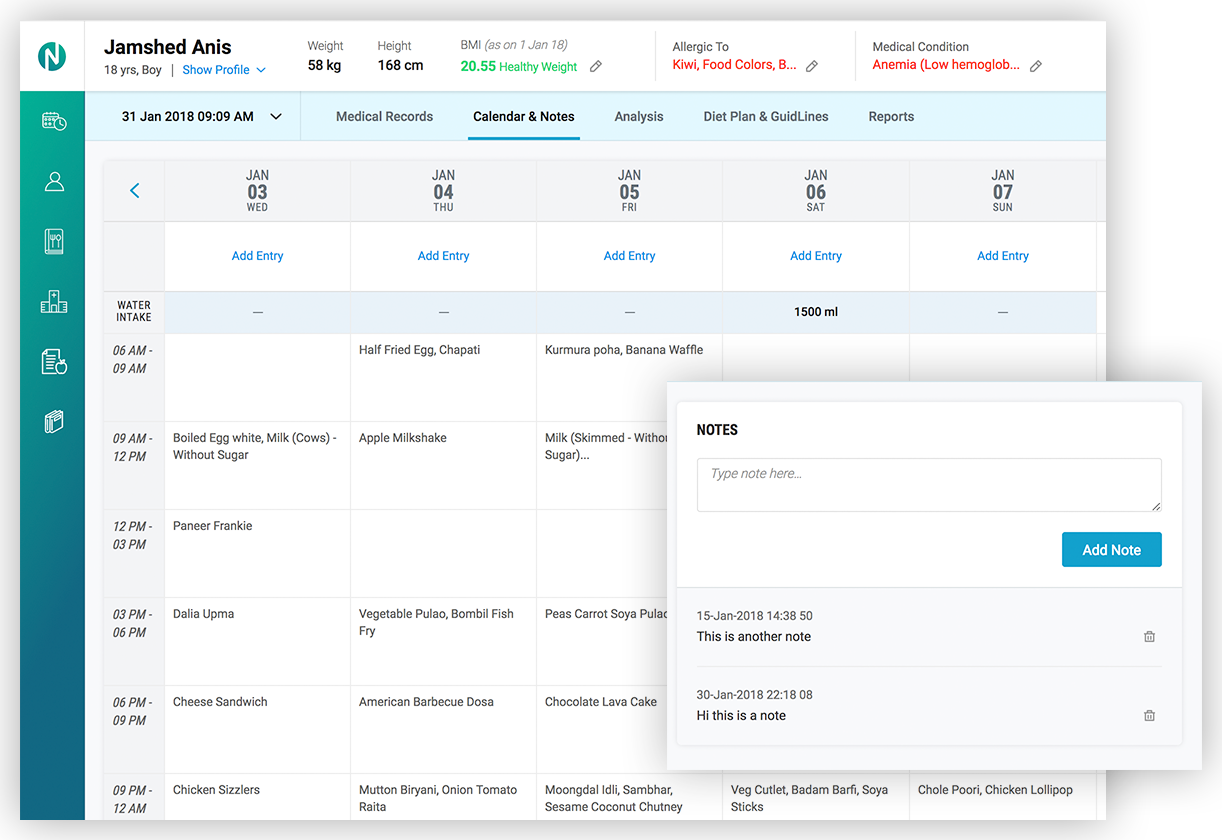 Jamshed Anis
18 yrs, Boy | Show Profile
Weight
58 kg
Height
168 cm
BMI (as on 1 Jan 18)
20.55 Healthy Weight
Allergic To
Kiwi, Food Colors, B...
Medical Condition
Anemia (Low hemoglob...
31 Jan 2018 09:09 AM
Medical Records
Calendar & Notes
Analysis
Diet Plan & GuidLines
Reports
JAN
03
WED
JAN
04
THU
JAN
05
FRI
JAN
06
SAT
JAN
07
SUN
Add Entry
Add Entry
Add Entry
Add Entry
Add Entry
WATER
INTAKE
—
—
—
1500 ml
—
06 AM -
09 AM
Half Fried Egg, Chapati
Kurmura poha, Banana Waffle
09 AM -
12 PM
Boiled Egg white, Milk (Cows) -
Without Sugar
Apple Milkshake
Milk (Skimmed - Withou
Sugar)...
12 PM -
03 PM
Paneer Frankie
03 PM -
06 PM
Dalia Upma
Vegetable Pulao, Bombil Fish
Fry
Peas Carrot Soya Pulao
06 PM -
09 PM
Cheese Sandwich
American Barbecue Dosa
Chocolate Lava Cake
09 PM -
12 AM
Chicken Sizzlers
Mutton Biryani, Onion Tomato
Raita
Moongdal Idli, Sambhar,
Sesame Coconut Chutney
Veg Cutlet, Badam Barfi, Soya
Sticks
Chole Poori, Chicken Lollipop
NOTES
Type note here...
Add Note
15-Jan-2018 14:38 50
This is another note
30-Jan-2018 22:18 08
Hi this is a note